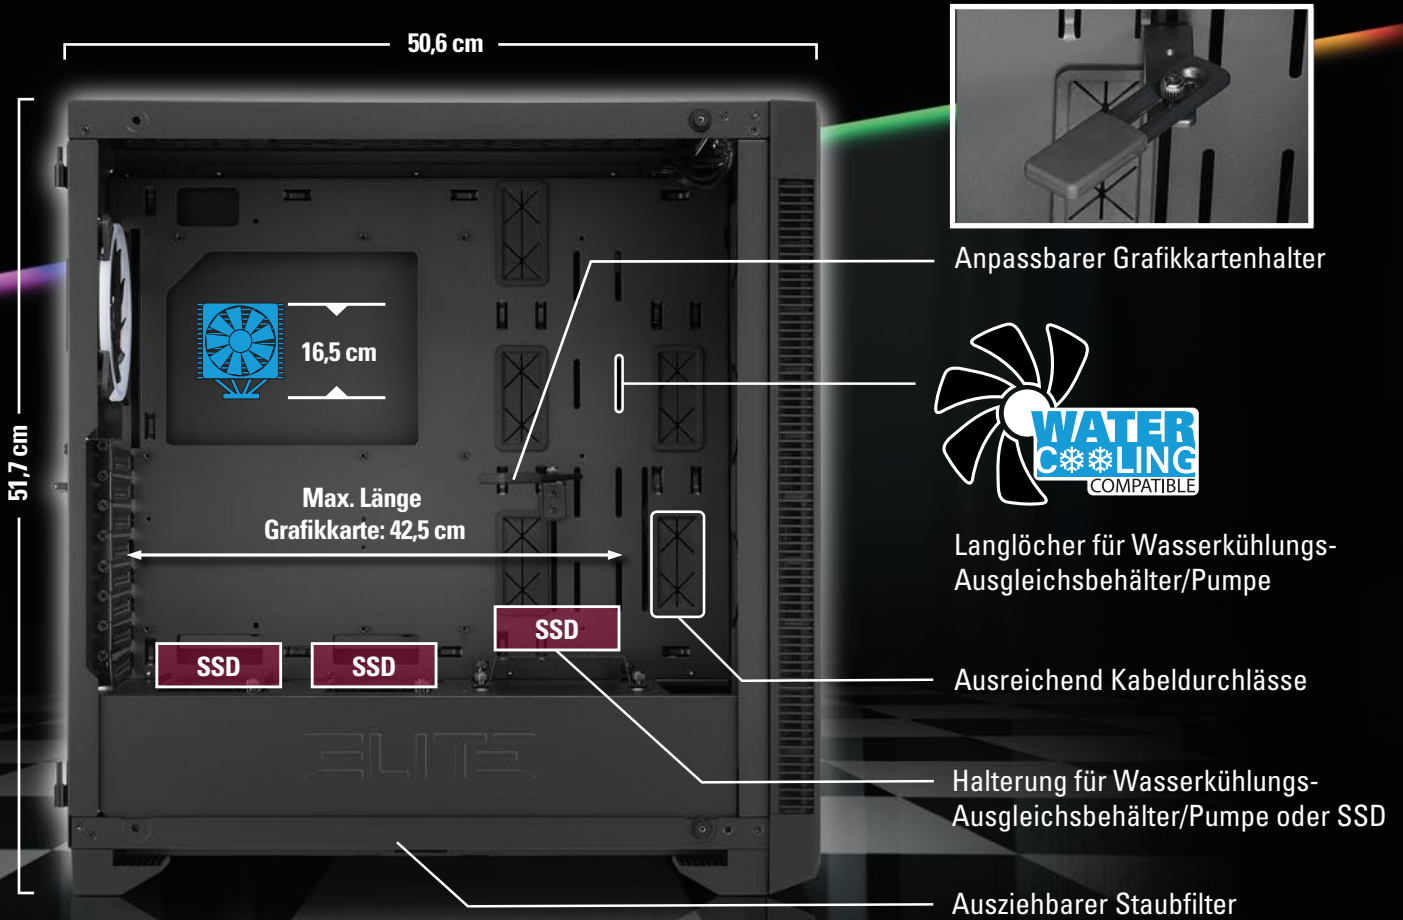 50,6 cm
51,7 cm
16,5 cm
Max. Länge
Grafikkarte: 42,5 cm
SSD
SSD
SSD
ELITE
Anpassbarer Grafikkartenhalter
WATER
COOLING
COMPATIBLE
Langlöcher für Wasserkühlungs-
Ausgleichsbehälter/Pumpe
Ausreichend Kabeldurchlässe
Halterung für Wasserkühlungs-
Ausgleichsbehälter/Pumpe oder SSD
Ausziehbarer Staubfilter